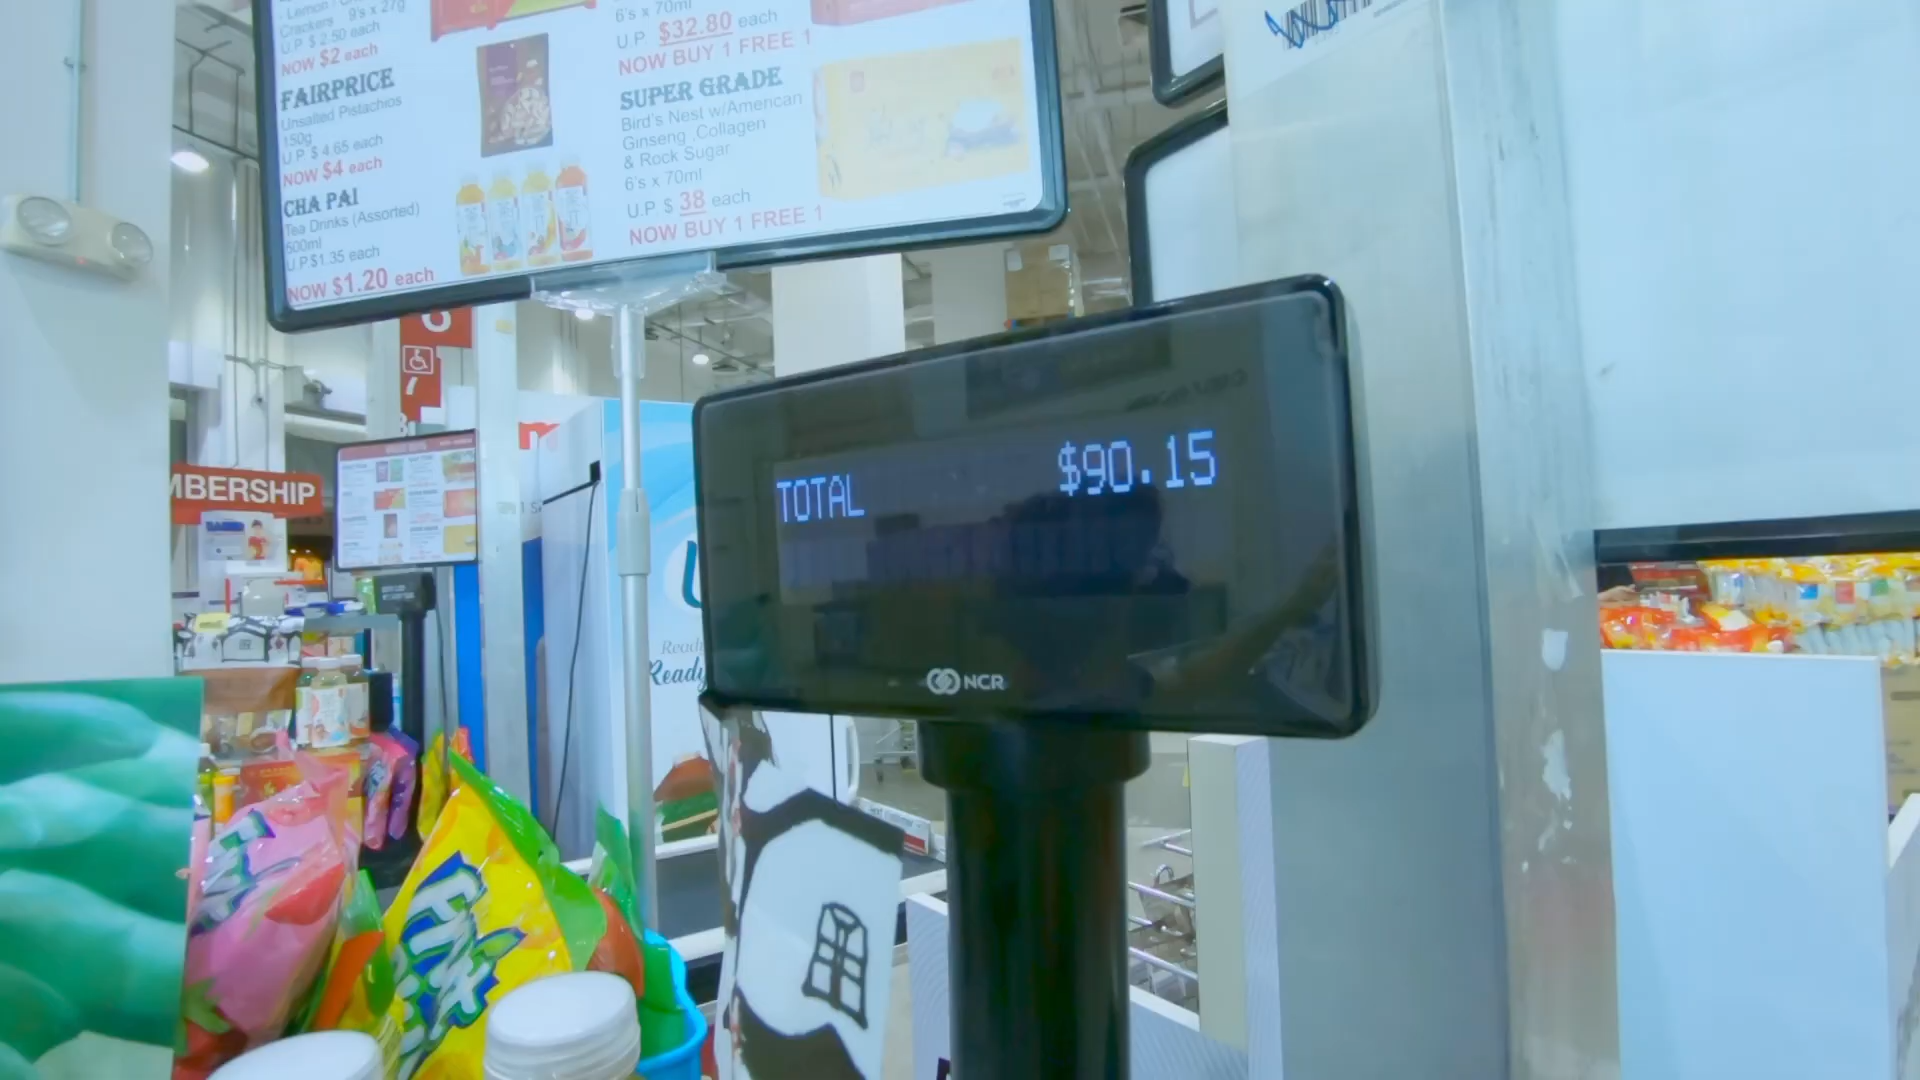 Crackers 9's x 27g
U.P $ 2.50 each
NOW $2 each
FAIRPRICE
Unsalted Pistachios
150g
U.P $ 4.65 each
NOW $4 each
CHA PAI
Tea Drinks (Assorted)
500ml
U.P $1.35 each
NOW $1.20 each
6's x 70ml
U.P $32.80 each
NOW BUY 1 FREE 1
SUPER GRADE
Bird's Nest w/American
Ginseng ,Collagen
& Rock Sugar
6's x 70ml
U.P $ 38 each
NOW BUY 1 FREE 1
6
MBERSHIP
TOTAL $90.15
NCR
Ready